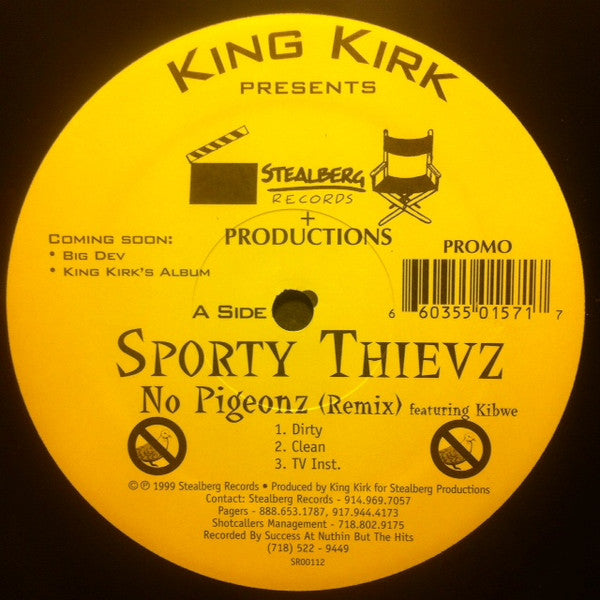 KING KIRK
PRESENTS
STEALBERG
RECORDS
+
PRODUCTIONS
COMING SOON:
• BIG DEV
• KING KIRK'S ALBUM
PROMO
6 60355 01571 7
A SIDE
SPORTY THIEVZ
No Pigeonz (Remix) featuring Kibwe
1. Dirty
2. Clean
3. TV Inst.
© ℗ 1999 Stealberg Records • Produced by King Kirk for Stealberg Productions
Contact: Stealberg Records - 914.969.7057
Pagers - 888.653.1787, 917.944.4173
Shotcallers Management - 718.802.9175
Recorded By Success At Nuthin But The Hits
(718) 522 - 9449
SR00112